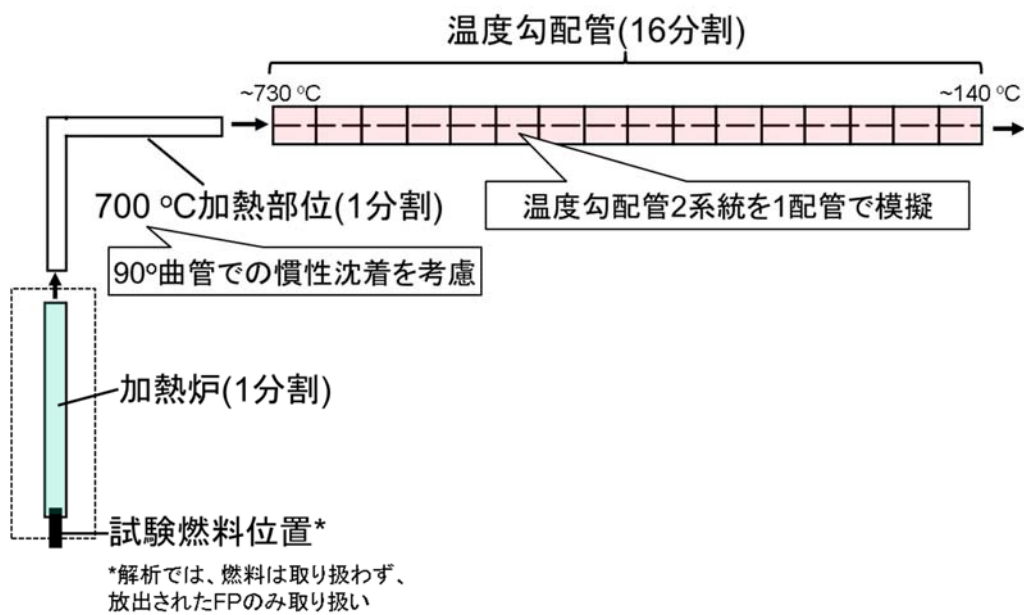 温度勾配管(16分割)
~730 ℃
~140 ℃
700 ℃加熱部位(1分割)
温度勾配管2系統を1配管で模擬
90°曲管での慣性沈着を考慮
加熱炉(1分割)
試験燃料位置*
*解析では、燃料は取り扱わず、
放出されたFPのみ取り扱い